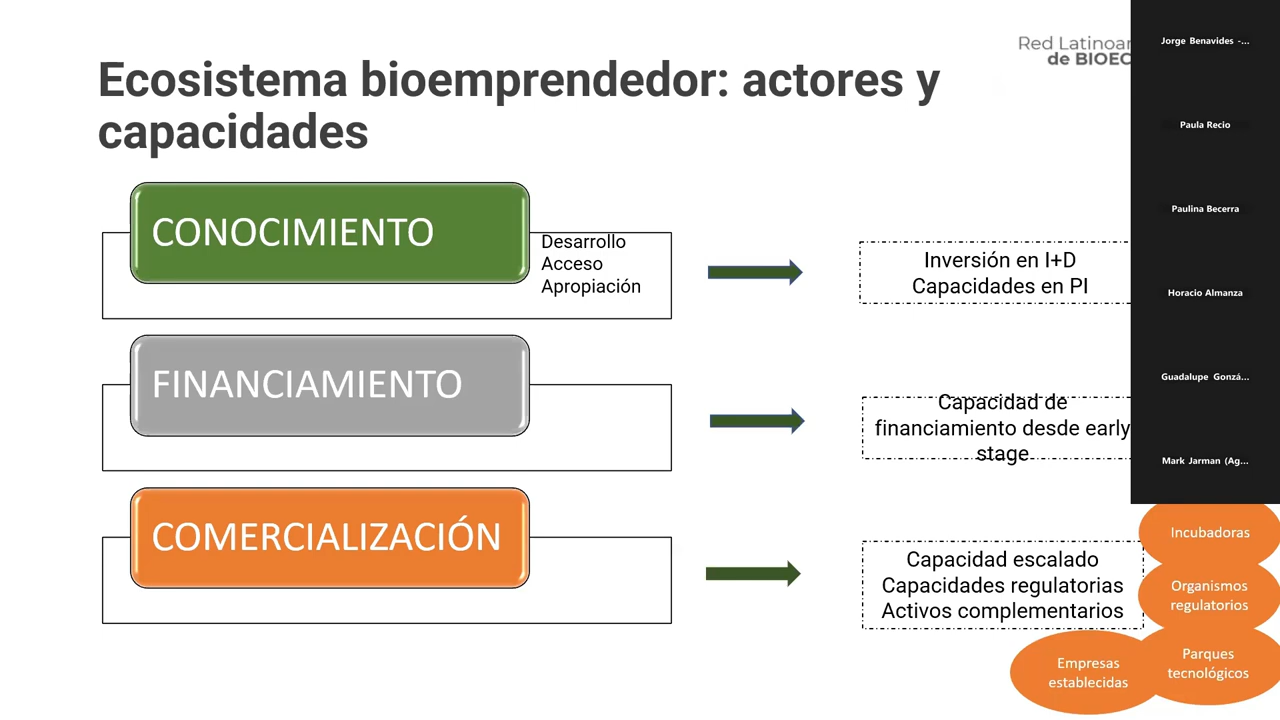 Red Latinoar
de BIOEC
Ecosistema bioemprendedor: actores y
capacidades
CONOCIMIENTO
Desarrollo
Acceso
Apropiación
Inversión en I+D
Capacidades en PI
FINANCIAMIENTO
Capacidad de
financiamiento desde early
stage
COMERCIALIZACIÓN
Capacidad escalado
Capacidades regulatorias
Activos complementarios
Incubadoras
Organismos
regulatorios
Parques
tecnológicos
Empresas
establecidas
Jorge Benavides -...
Paula Recio
Paulina Becerra
Horacio Almanza
Guadalupe Gonzá...
Mark Jarman (Ag...